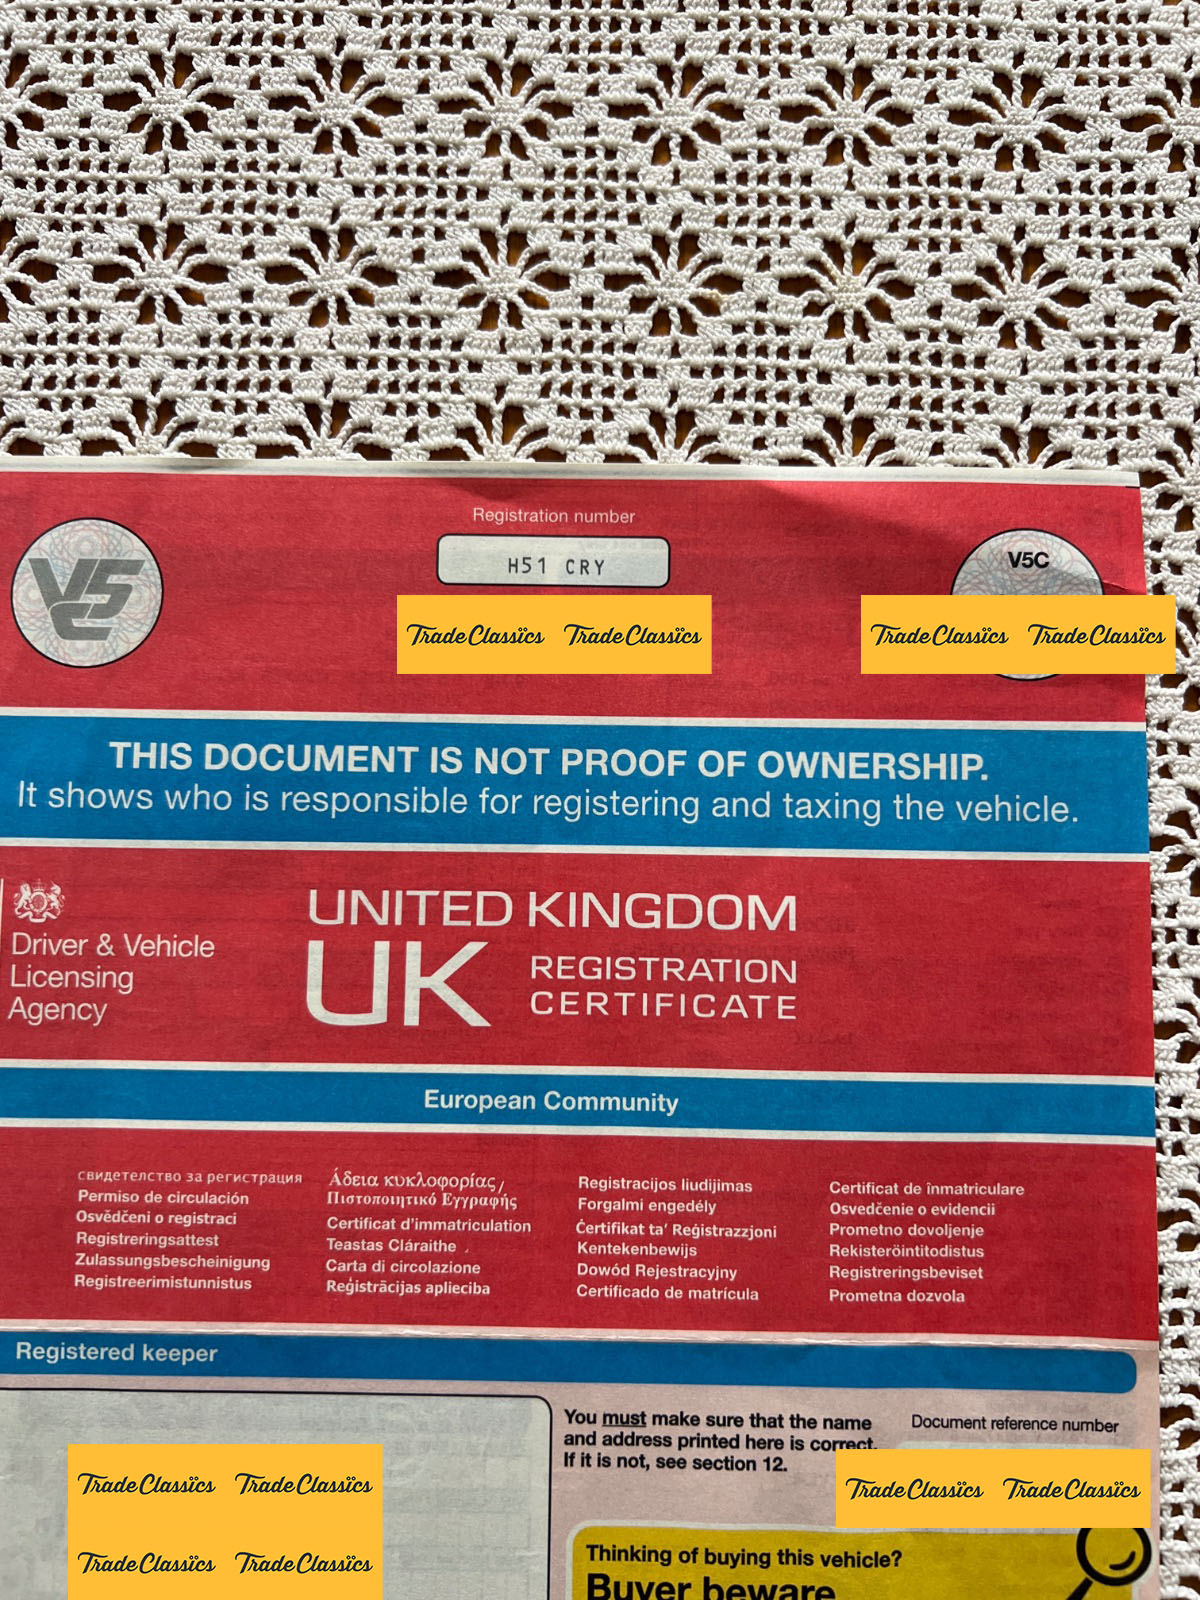 Registration number
H51 CRY
V5C
V5C
TradeClassics TradeClassics
TradeClassics TradeClassics
THIS DOCUMENT IS NOT PROOF OF OWNERSHIP.
It shows who is responsible for registering and taxing the vehicle.
Driver & Vehicle
Licensing
Agency
UNITED KINGDOM
UK
REGISTRATION
CERTIFICATE
European Community
свидетелство за регистрация
Permiso de circulación
Osvědčeni o registraci
Registreringsattest
Zulassungsbescheinigung
Registreerimistunnistus
Άδεια κυκλοφορίας/
Πιστοποιητικό Εγγραφής
Certificat d'immatriculation
Teastas Cláraithe
Carta di circolazione
Reģistrācijas apliecība
Registracijos liudijimas
Forgalmi engedély
Ċertifikat ta' Reġistrazzjoni
Kentekenbewijs
Dowód Rejestracyjny
Certificado de matrícula
Certificat de înmatriculare
Osvedčenie o evidencii
Prometno dovoljenje
Rekisteröintitodistus
Registreringsbeviset
Prometna dozvola
Registered keeper
You must make sure that the name
and address printed here is correct.
If it is not, see section 12.
Document reference number
TradeClassics TradeClassics
TradeClassics TradeClassics
TradeClassics TradeClassics
Thinking of buying this vehicle?
Buyer beware